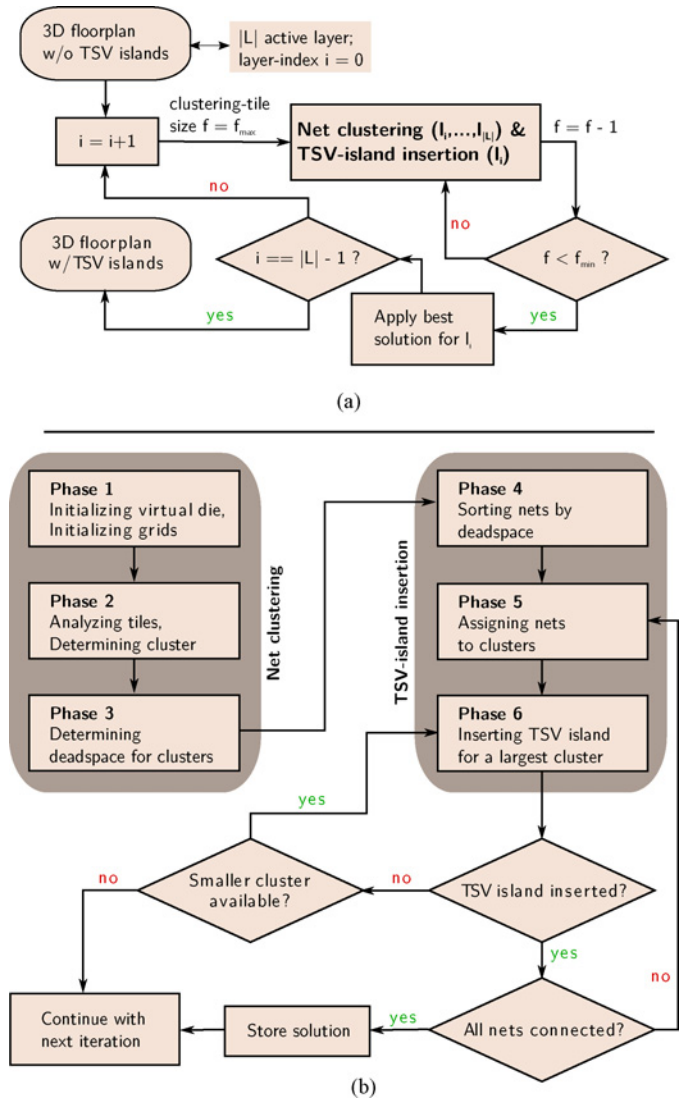 3D floorplan
w/o TSV islands
|L| active layer;
layer-index i = 0
i = i+1
clustering-tile
size f = fmax
Net clustering (li,...,l|L|) &
TSV-island insertion (li)
f = f - 1
no
no
3D floorplan
w/TSV islands
i == |L| - 1 ?
f < fmin ?
yes
Apply best
solution for li
yes
(a)
Phase 1
Initializing virtual die,
Initializing grids
Phase 2
Analyzing tiles,
Determining cluster
Phase 3
Determining
deadspace for clusters
Net clustering
TSV-island insertion
Phase 4
Sorting nets by
deadspace
Phase 5
Assigning nets
to clusters
Phase 6
Inserting TSV island
for a largest cluster
yes
no
Smaller cluster
available?
no
TSV island inserted?
yes
no
Continue with
next iteration
Store solution
yes
All nets connected?
(b)